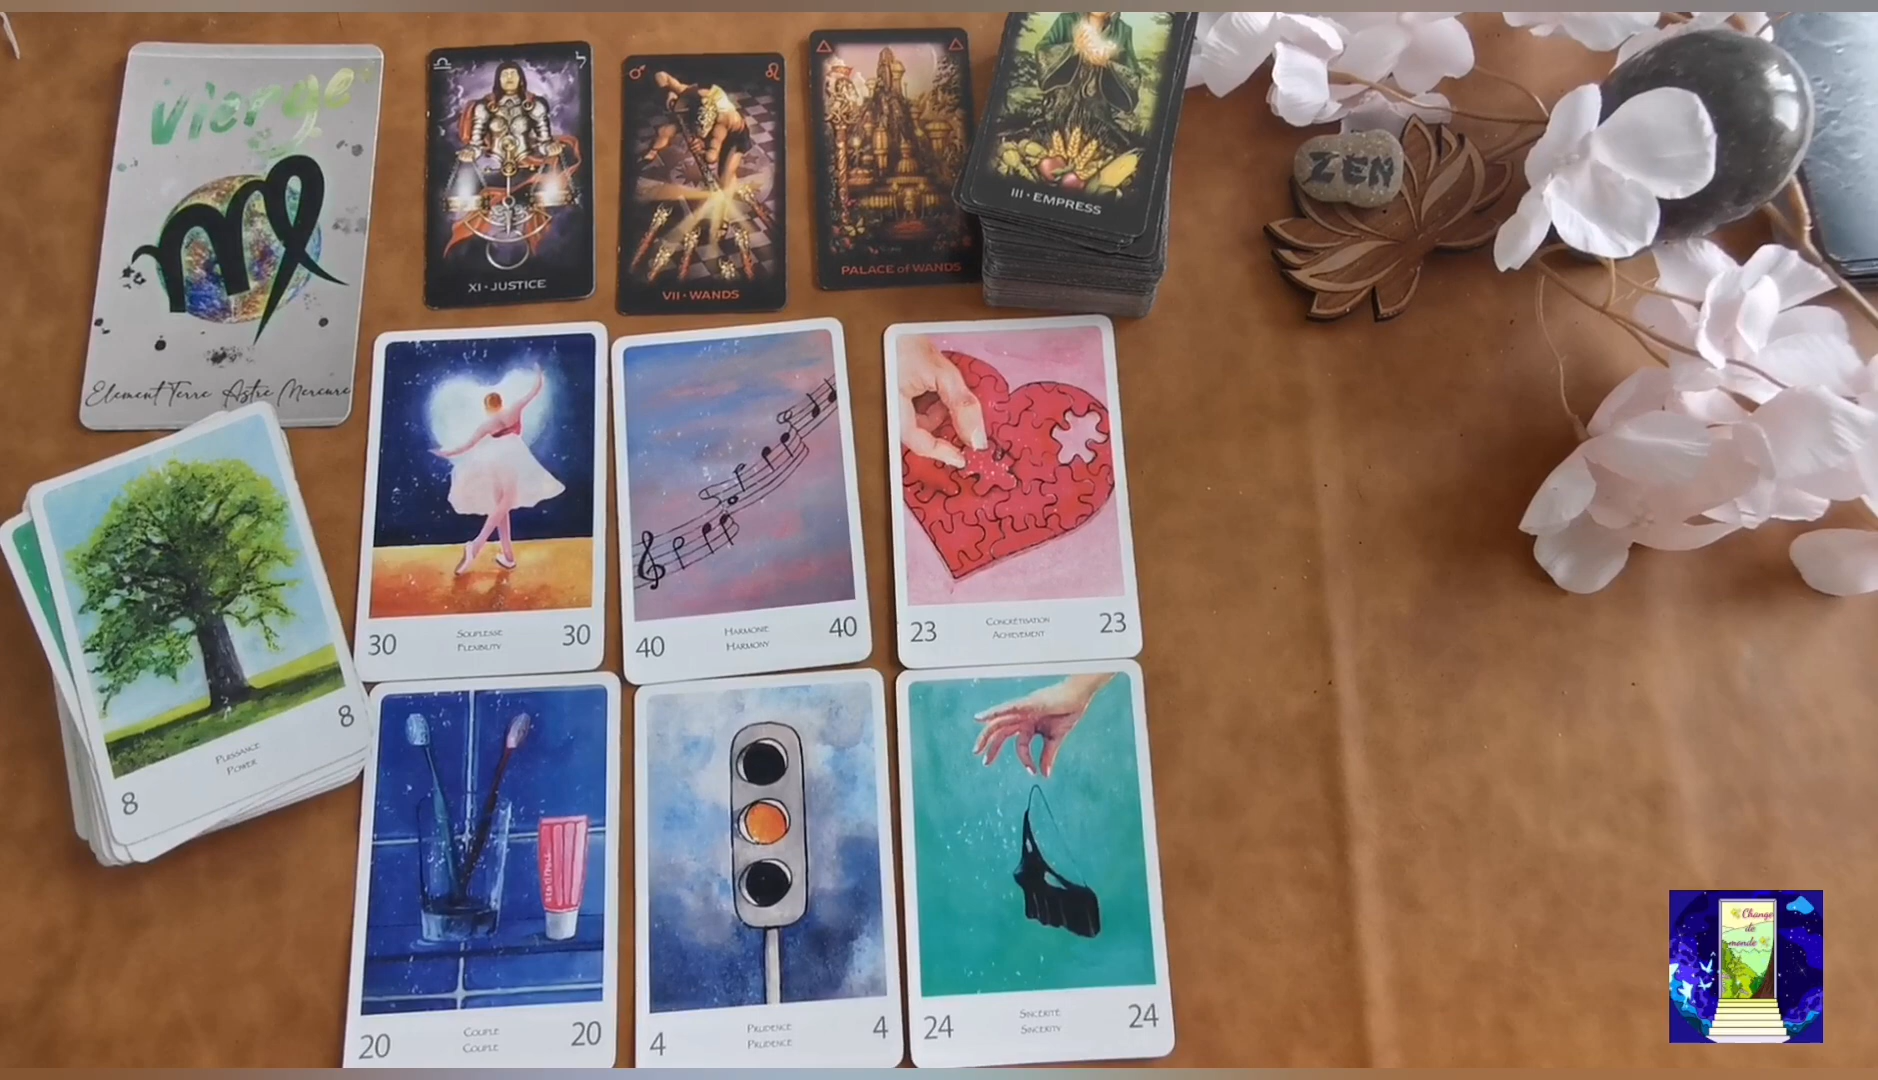 Vierge
Element Terre Astre Mercure
XI · JUSTICE
VII · WANDS
PALACE of WANDS
III · EMPRESS
ZEN
8
PUISSANCE
POWER
8
30
SOUPLESSE
FLEXIBILITY
30
40
HARMONIE
HARMONY
40
23
CONCRÉTISATION
ACHIEVEMENT
23
DENTIFRICE
20
COUPLE
COUPLE
20
4
PRUDENCE
PRUDENCE
4
24
SINCÉRITÉ
SINCERITY
24
Change
de
monde